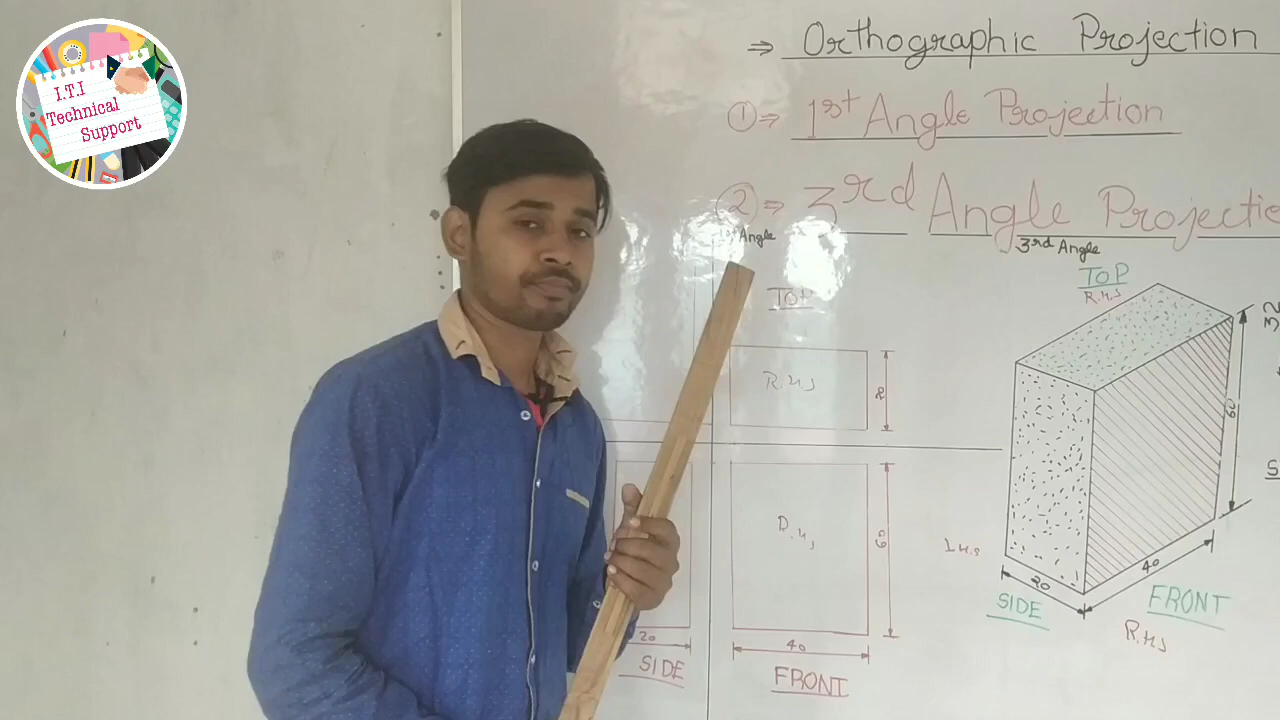 I.T.I
Technical
Support
⇒ Orthographic Projection
① ⇒ 1st Angle Projection
② ⇒ 3rd Angle Projectio
1st Angle
3rd Angle
TOP
R.H.S
TOP
R.H.S
32
60
60
L.H.S
20
40
SIDE
FRONT
R.H.S
20
SIDE
40
FRONT